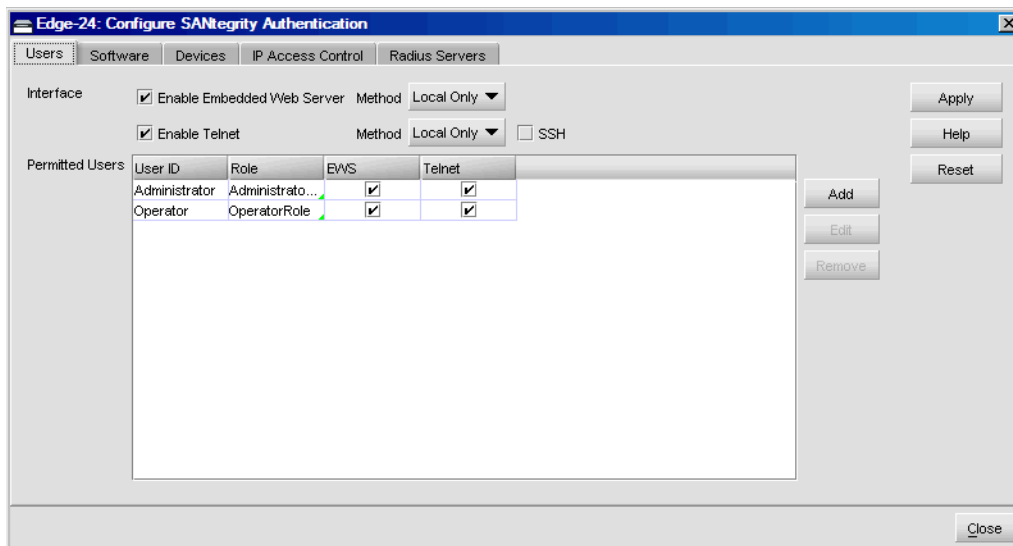 Edge-24: Configure SANtegrity Authentication
Users Software Devices IP Access Control Radius Servers
Interface Enable Embedded Web Server Method Local Only Apply
Enable Telnet Method Local Only SSH Help
Permitted Users User ID Role EWS Telnet Reset
Administrator Administrato... Add
Operator OperatorRole
Edit
Remove
Close